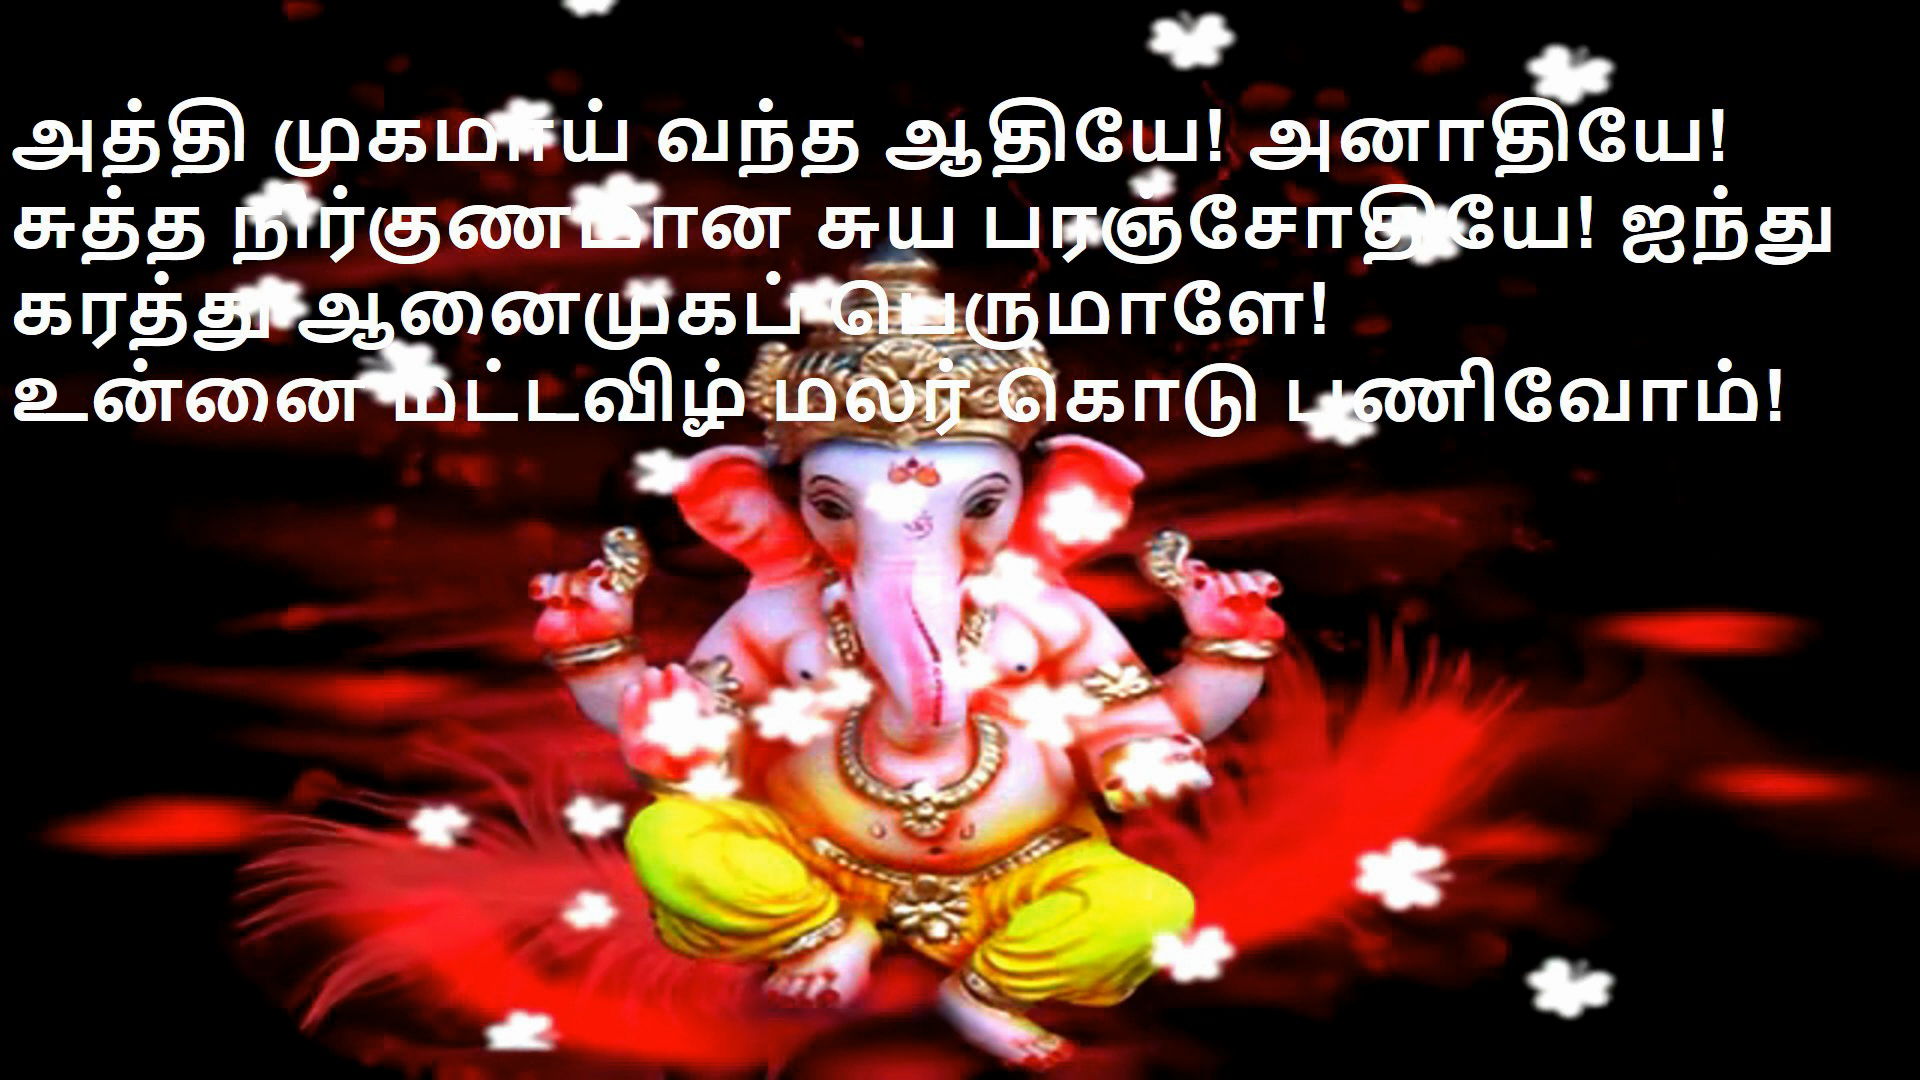 அத்தி முகமாய் வந்த ஆதியே! அனாதியே!
சுத்த நிர்குணமான சுய பரஞ்சோதியே! ஐந்து
கரத்து ஆனைமுகப் பெருமாளே!
உன்னை மட்டவிழ் மலர் கொடு பணிவோம்!